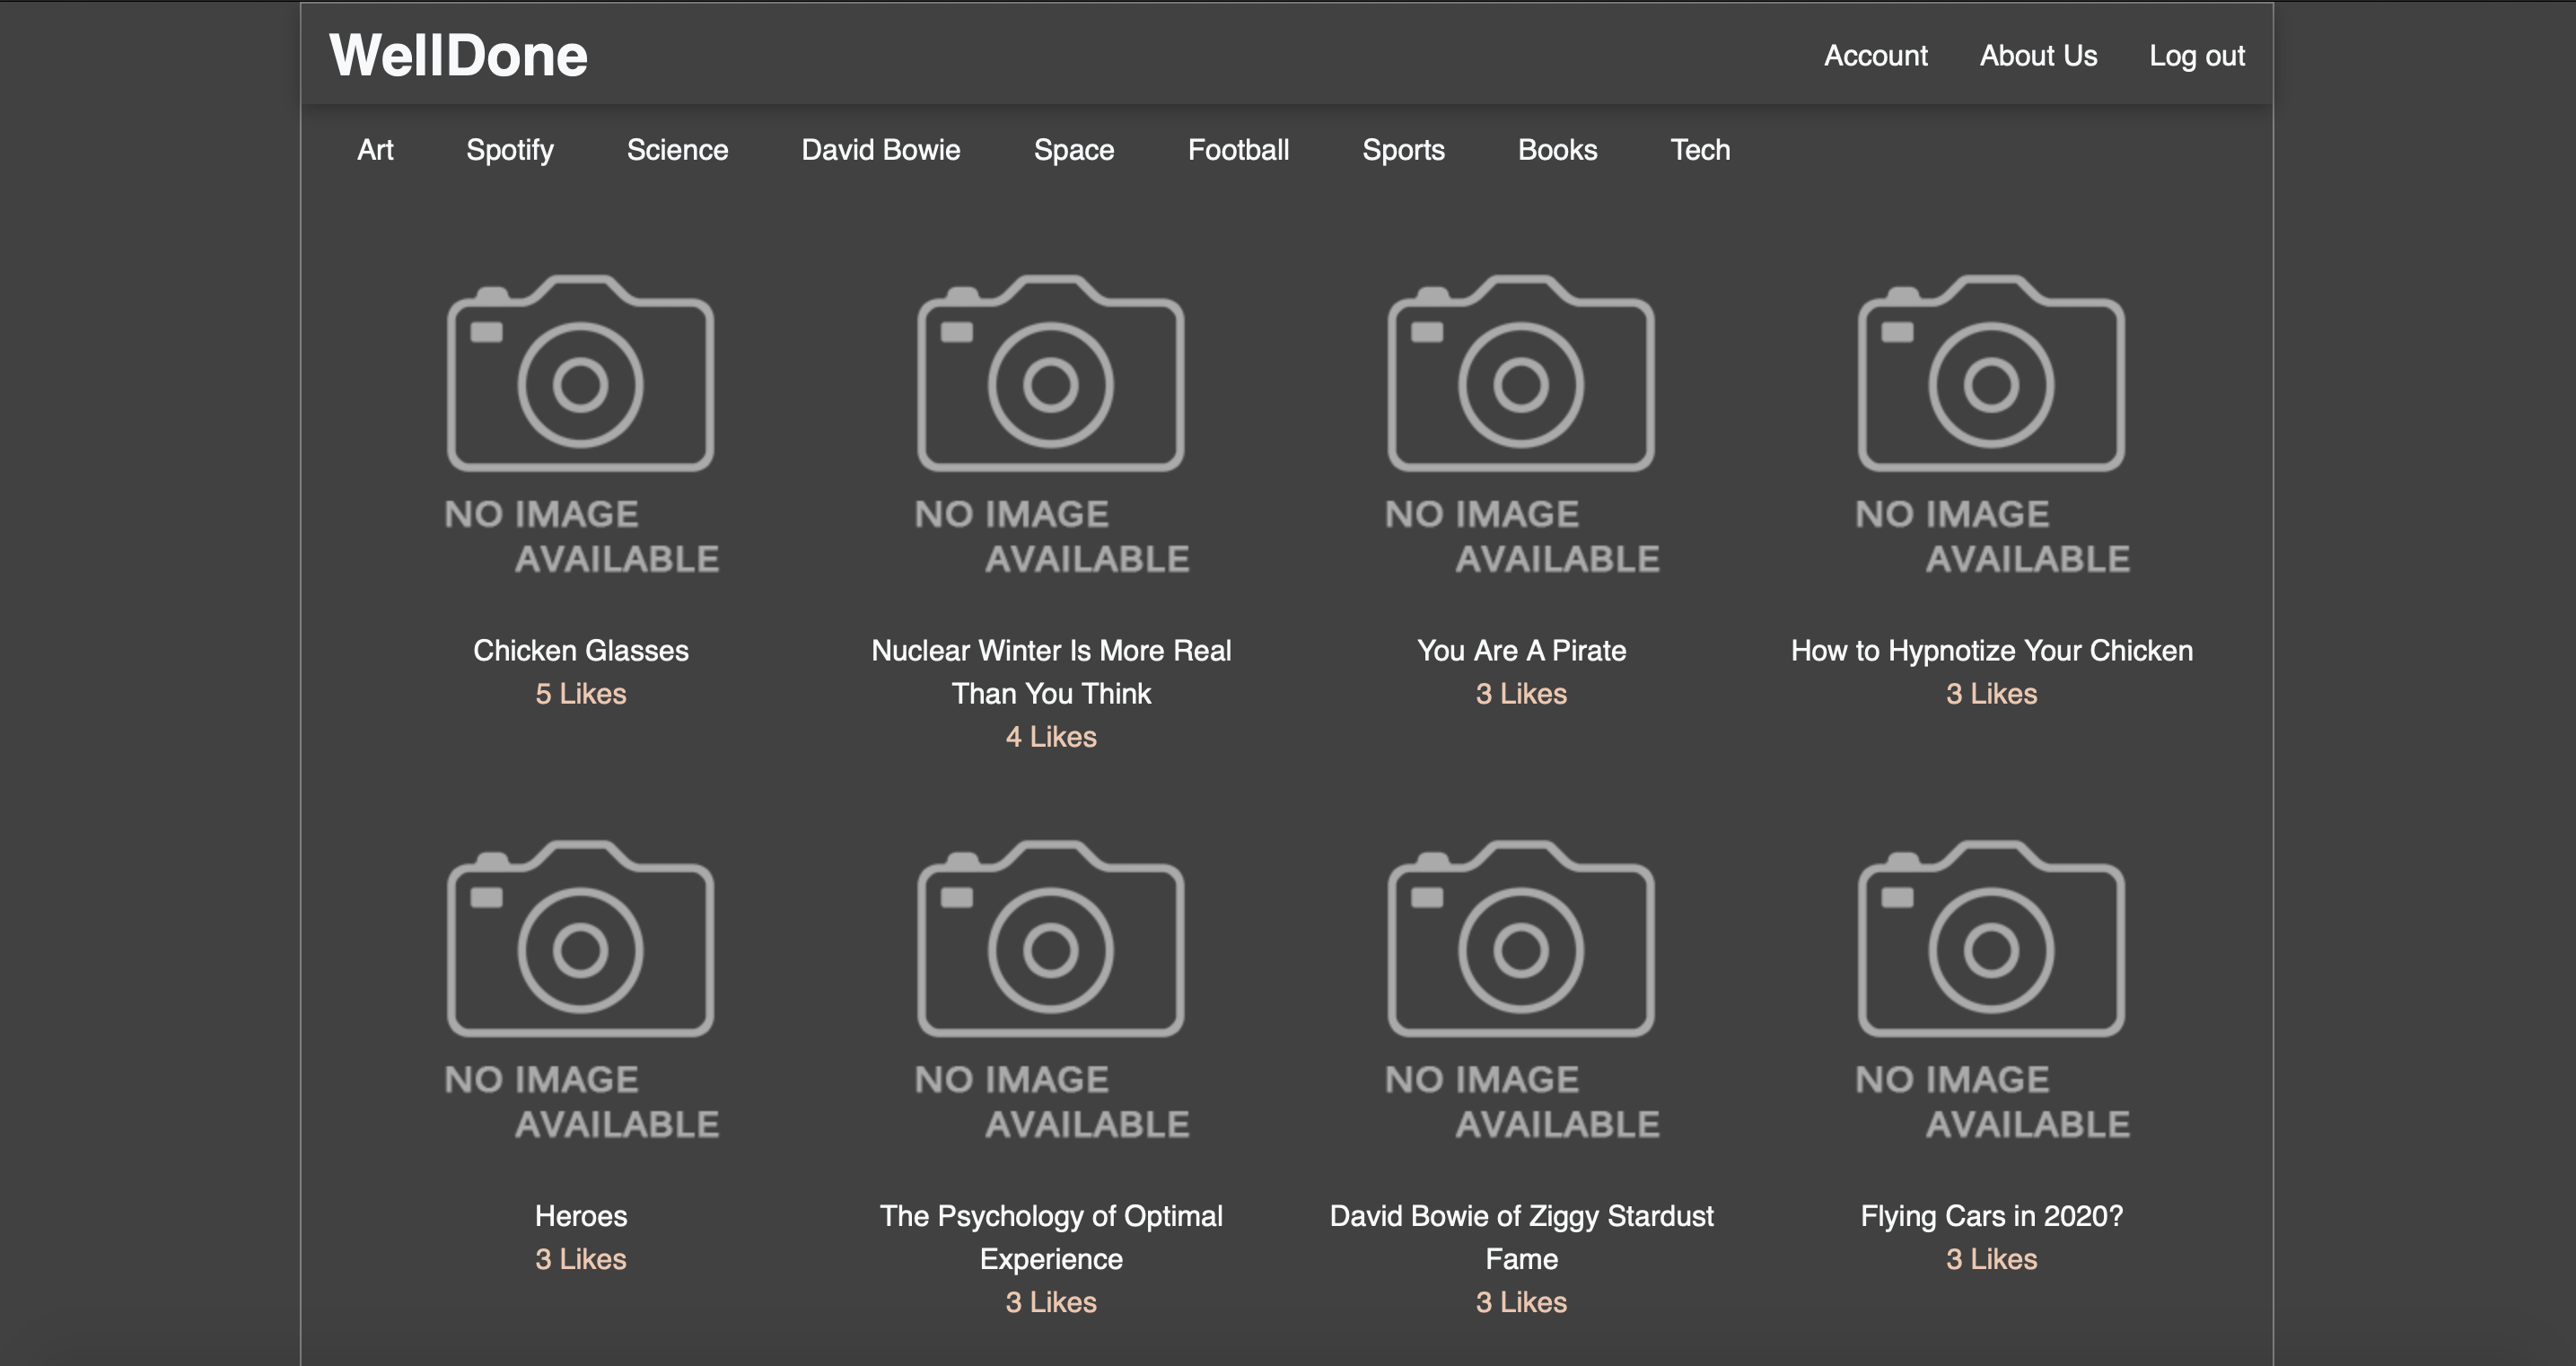 WellDone
Account About Us Log out
Art Spotify Science David Bowie Space Football Sports Books Tech
NO IMAGE
AVAILABLE
NO IMAGE
AVAILABLE
NO IMAGE
AVAILABLE
NO IMAGE
AVAILABLE
Chicken Glasses
5 Likes
Nuclear Winter Is More Real
Than You Think
4 Likes
You Are A Pirate
3 Likes
How to Hypnotize Your Chicken
3 Likes
NO IMAGE
AVAILABLE
NO IMAGE
AVAILABLE
NO IMAGE
AVAILABLE
NO IMAGE
AVAILABLE
Heroes
3 Likes
The Psychology of Optimal
Experience
3 Likes
David Bowie of Ziggy Stardust
Fame
3 Likes
Flying Cars in 2020?
3 Likes